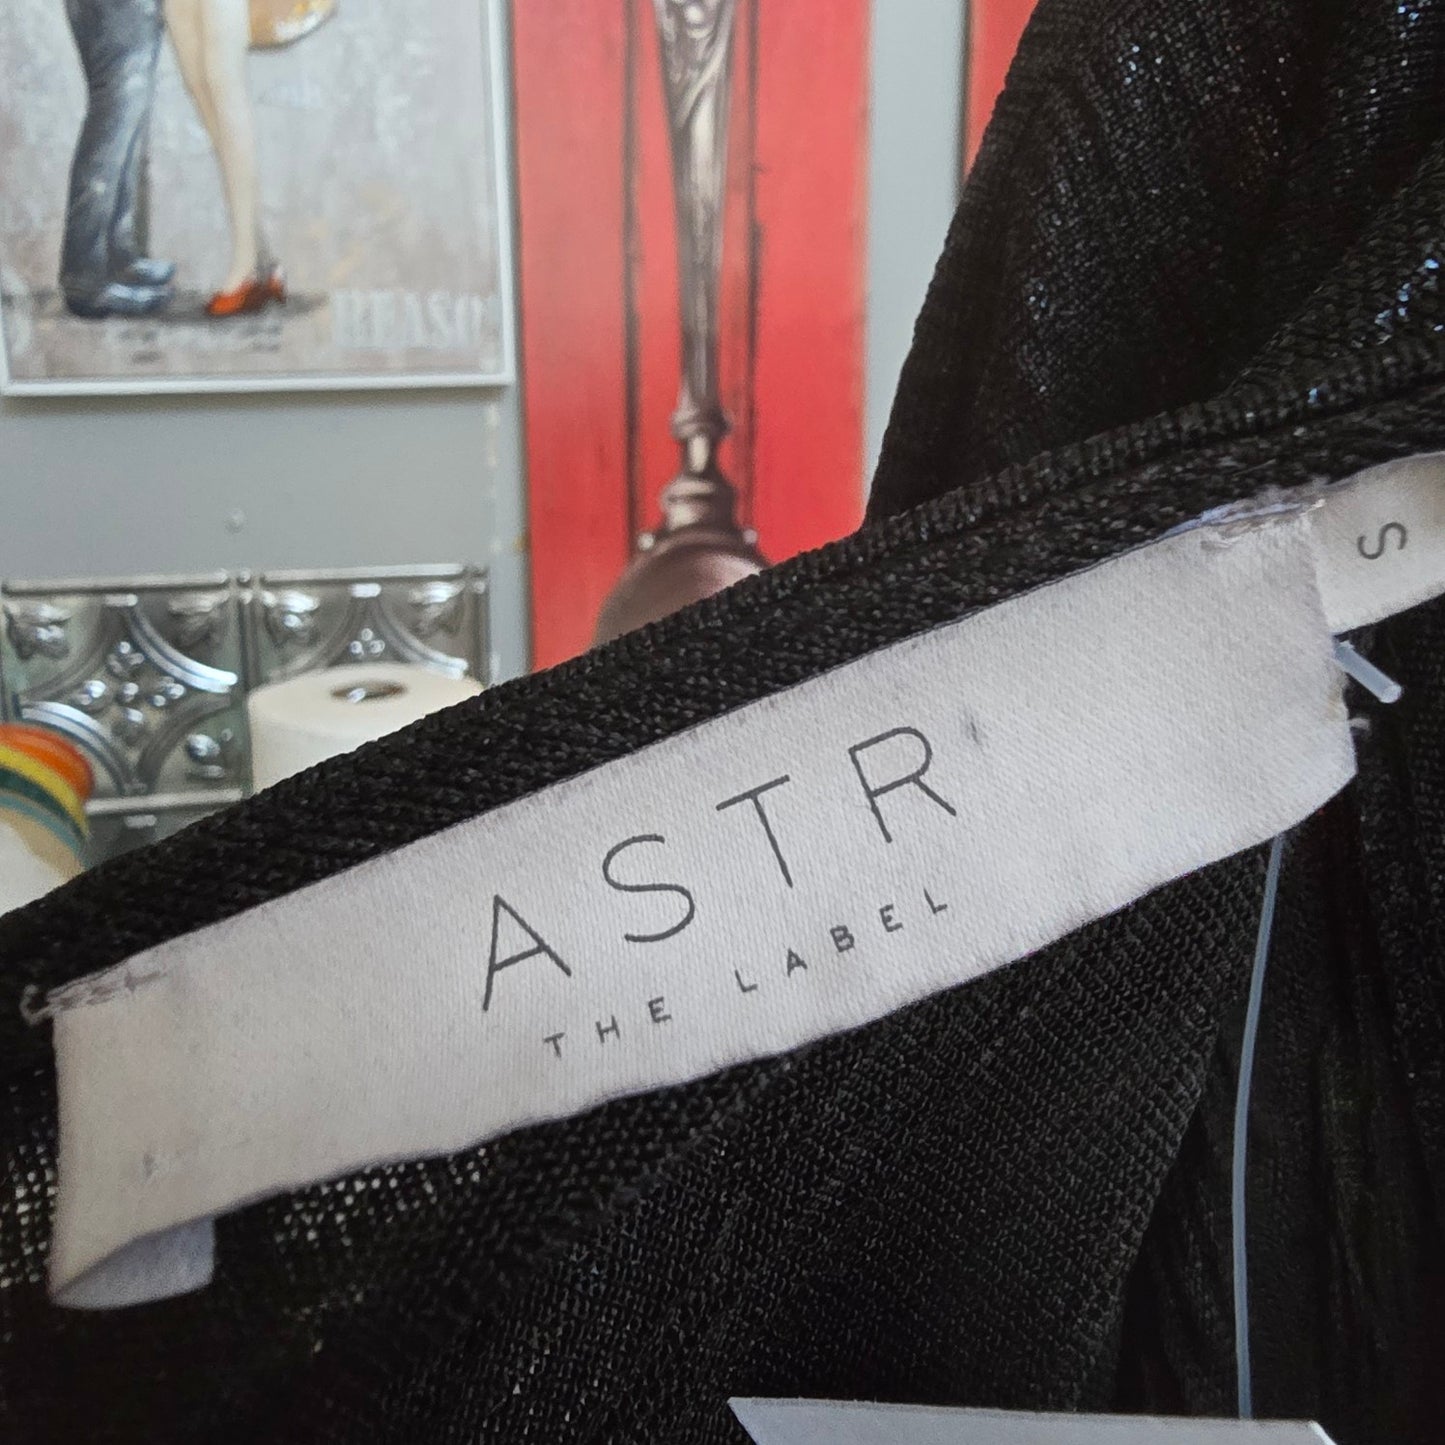 ASTR
THE LABEL
S